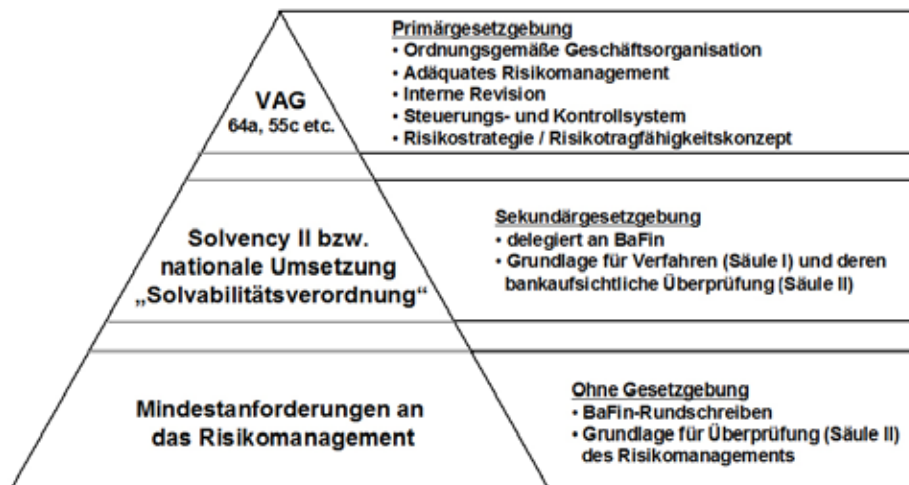 VAG
64a, 55c etc.
Primärgesetzgebung
• Ordnungsgemäße Geschäftsorganisation
• Adäquates Risikomanagement
• Interne Revision
• Steuerungs- und Kontrollsystem
• Risikostrategie / Risikotragfähigkeitskonzept
Solvency II bzw.
nationale Umsetzung
„Solvabilitätsverordnung“
Sekundärgesetzgebung
• delegiert an BaFin
• Grundlage für Verfahren (Säule I) und deren
bankaufsichtliche Überprüfung (Säule II)
Mindestanforderungen an
das Risikomanagement
Ohne Gesetzgebung
• BaFin-Rundschreiben
• Grundlage für Überprüfung (Säule II)
des Risikomanagements